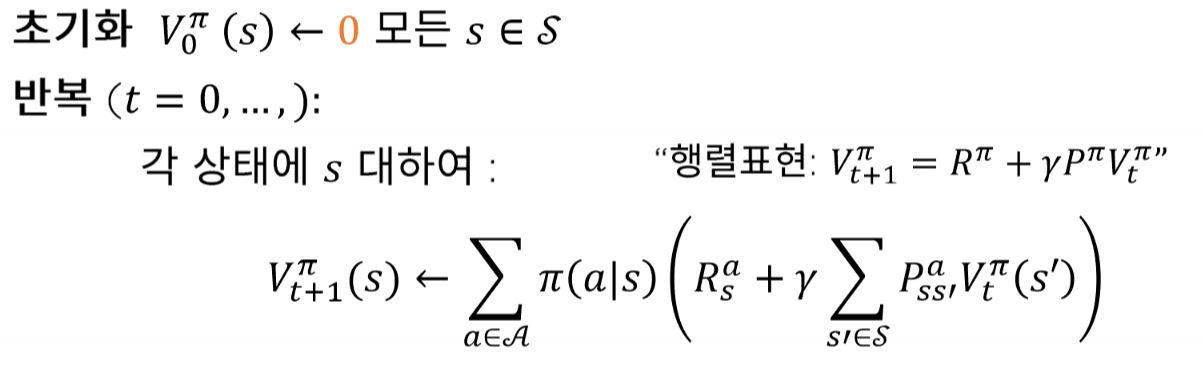 초기화 V₀^π (s) ← 0 모든 s ∈ 𝒮
반복 (t = 0, … , ):
각 상태에 s 대하여 : “행렬표현: V_{t+1}^π = R^π + γP^πV_t^π”
V_{t+1}^π(s) ← ∑_{a∈𝒜} π(a|s) ( R_s^a + γ ∑_{s′∈𝒮} P_{ss′}^a V_t^π(s′) )